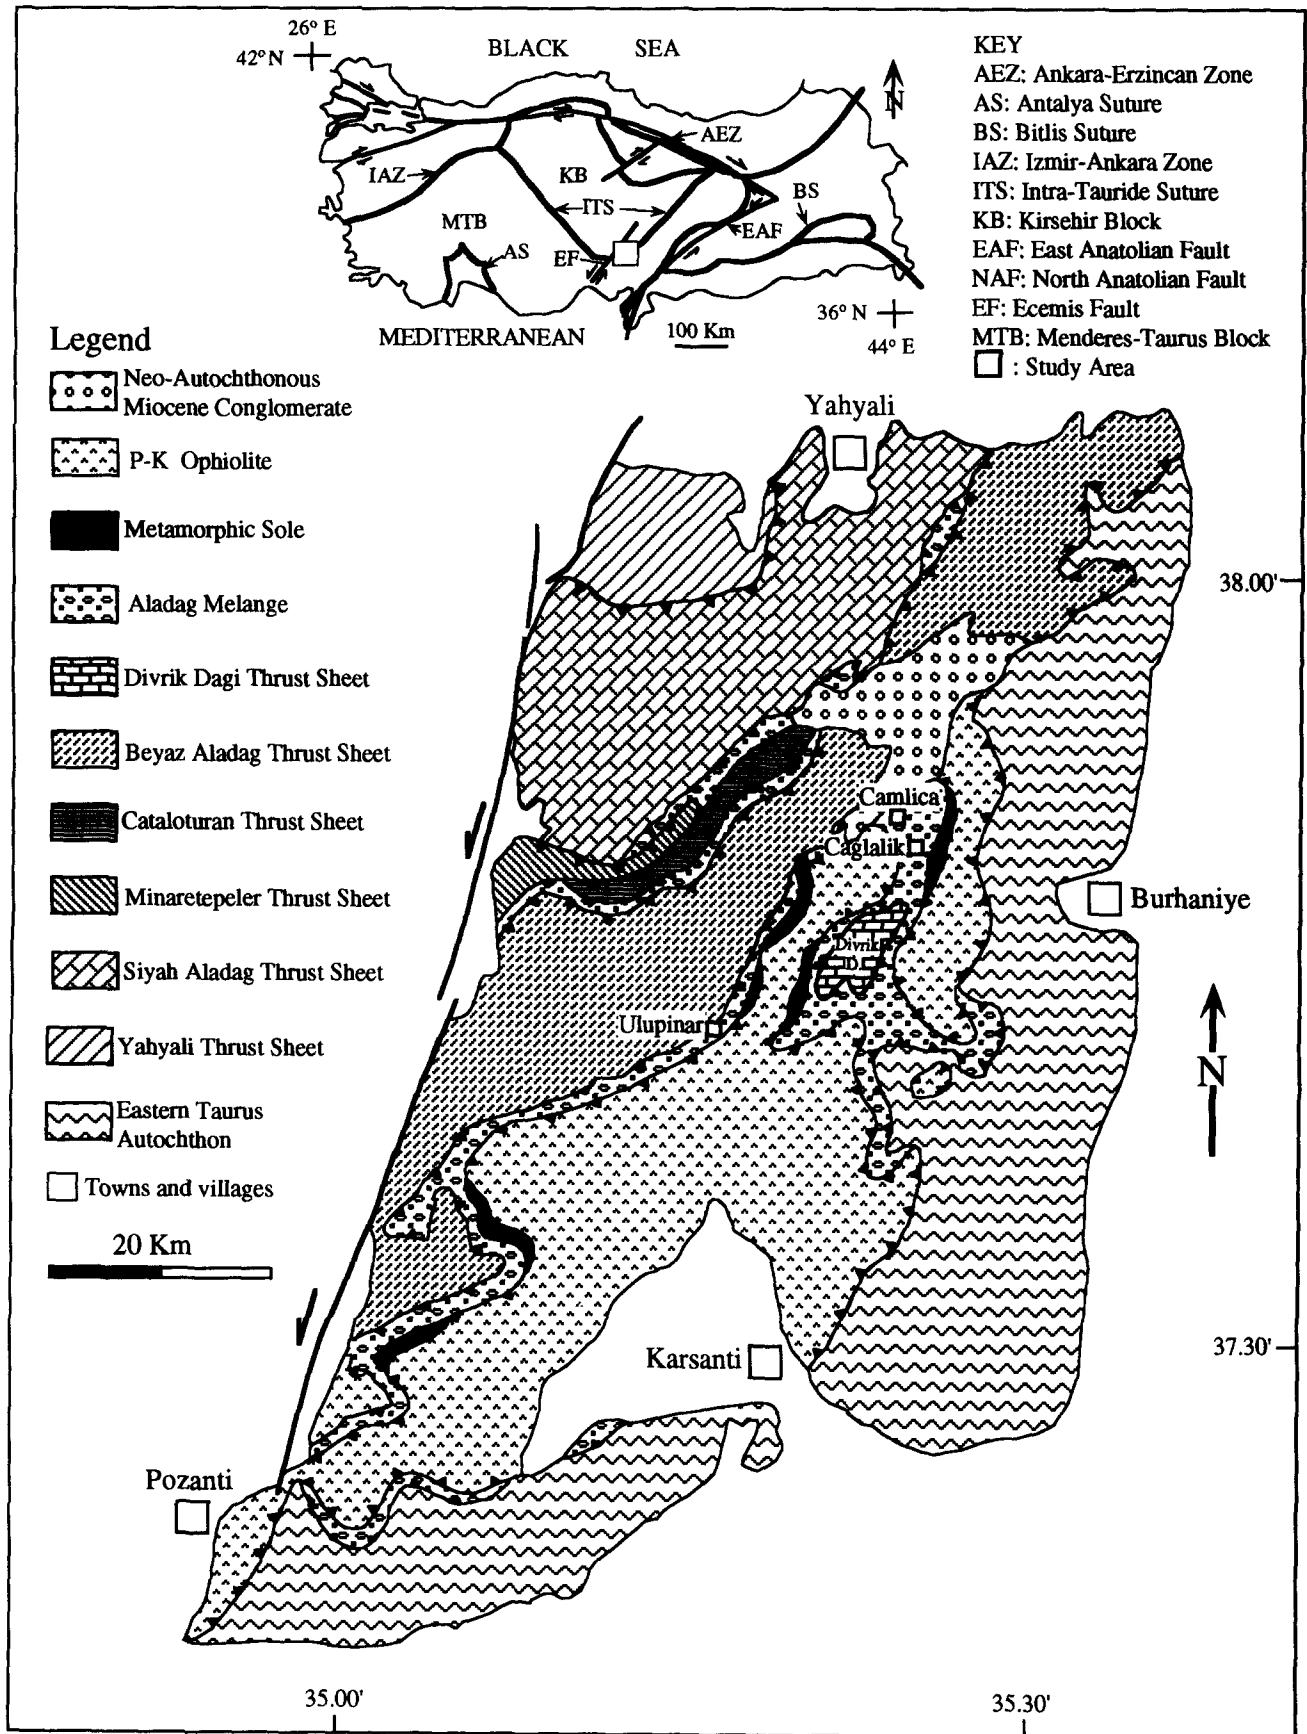 26° E
42° N
BLACK SEA
N
AEZ
IAZ
KB
BS
ITS
MTB
EAF
AS
EF
36° N
MEDITERRANEAN
100 Km
44° E
KEY
AEZ: Ankara-Erzincan Zone
AS: Antalya Suture
BS: Bitlis Suture
IAZ: Izmir-Ankara Zone
ITS: Intra-Tauride Suture
KB: Kirsehir Block
EAF: East Anatolian Fault
NAF: North Anatolian Fault
EF: Ecemis Fault
MTB: Menderes-Taurus Block
: Study Area
Legend
Neo-Autochthonous
Miocene Conglomerate
P-K Ophiolite
Metamorphic Sole
Aladag Melange
Divrik Dagi Thrust Sheet
Beyaz Aladag Thrust Sheet
Cataloturan Thrust Sheet
Minaretepeler Thrust Sheet
Siyah Aladag Thrust Sheet
Yahyali Thrust Sheet
Eastern Taurus
Autochthon
Towns and villages
20 Km
Yahyali
38.00'
Camlica
Caglalik
Burhaniye
Divrik
D.
Ulupinar
N
37.30'
Karsanti
Pozanti
35.00'
35.30'